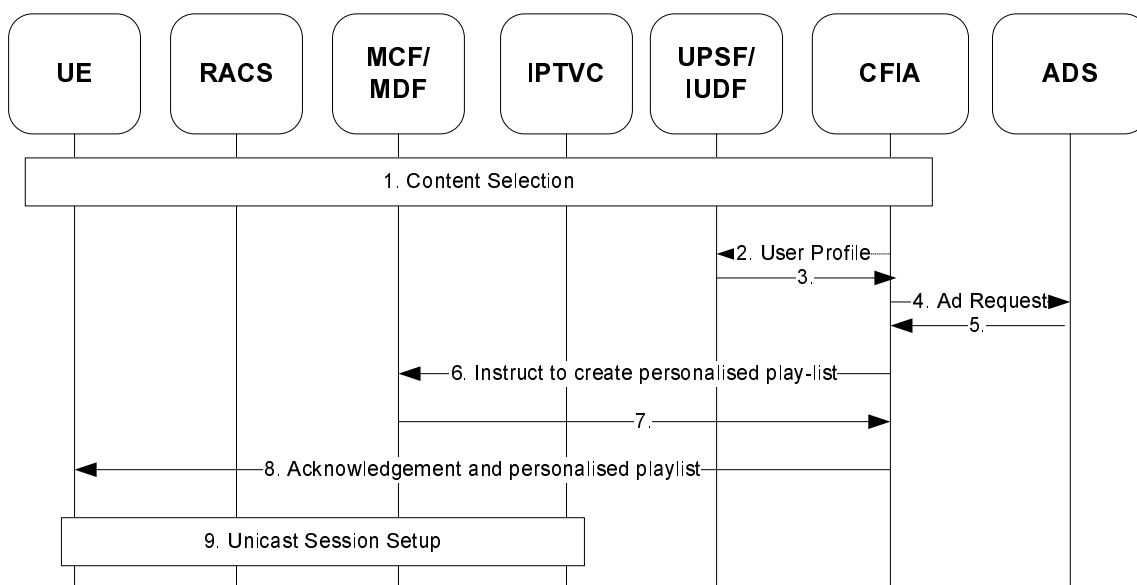 UE
RACS
MCF/
MDF
IPTVC
UPSF/
IUDF
CFIA
ADS
1. Content Selection
2. User Profile
3.
4. Ad Request
5.
6. Instruct to create personalised play-list
7.
8. Acknowledgement and personalised playlist
9. Unicast Session Setup